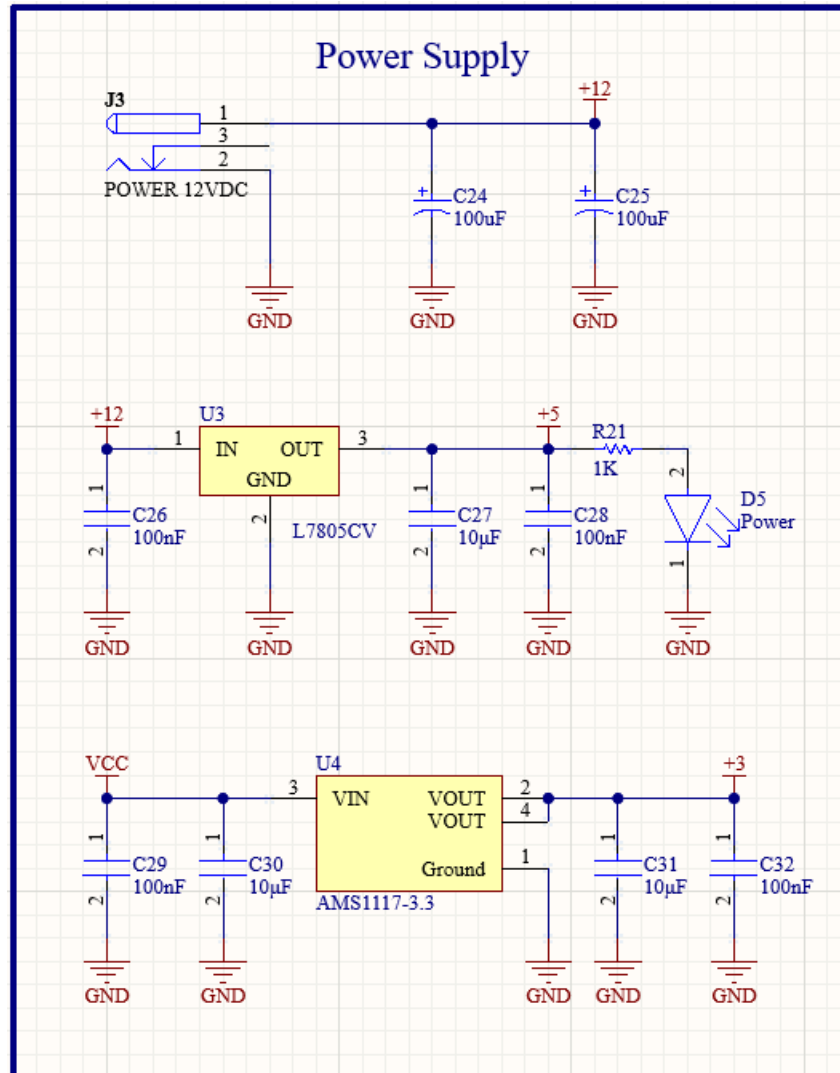 Power Supply
J3
1
3
2
POWER 12VDC
+12
C24
100uF
C25
100uF
GND
GND
GND
+12
U3
1
IN
OUT
GND
3
2
L7805CV
+5
R21
1K
1
C26
100nF
2
1
C27
10µF
2
1
C28
100nF
2
2
D5
Power
1
GND
GND
GND
GND
GND
VCC
U4
3
VIN
VOUT
2
VOUT
4
Ground
1
AMS1117-3.3
+3
1
C29
100nF
2
1
C30
10µF
2
1
C31
10µF
2
1
C32
100nF
2
GND
GND
GND
GND
GND